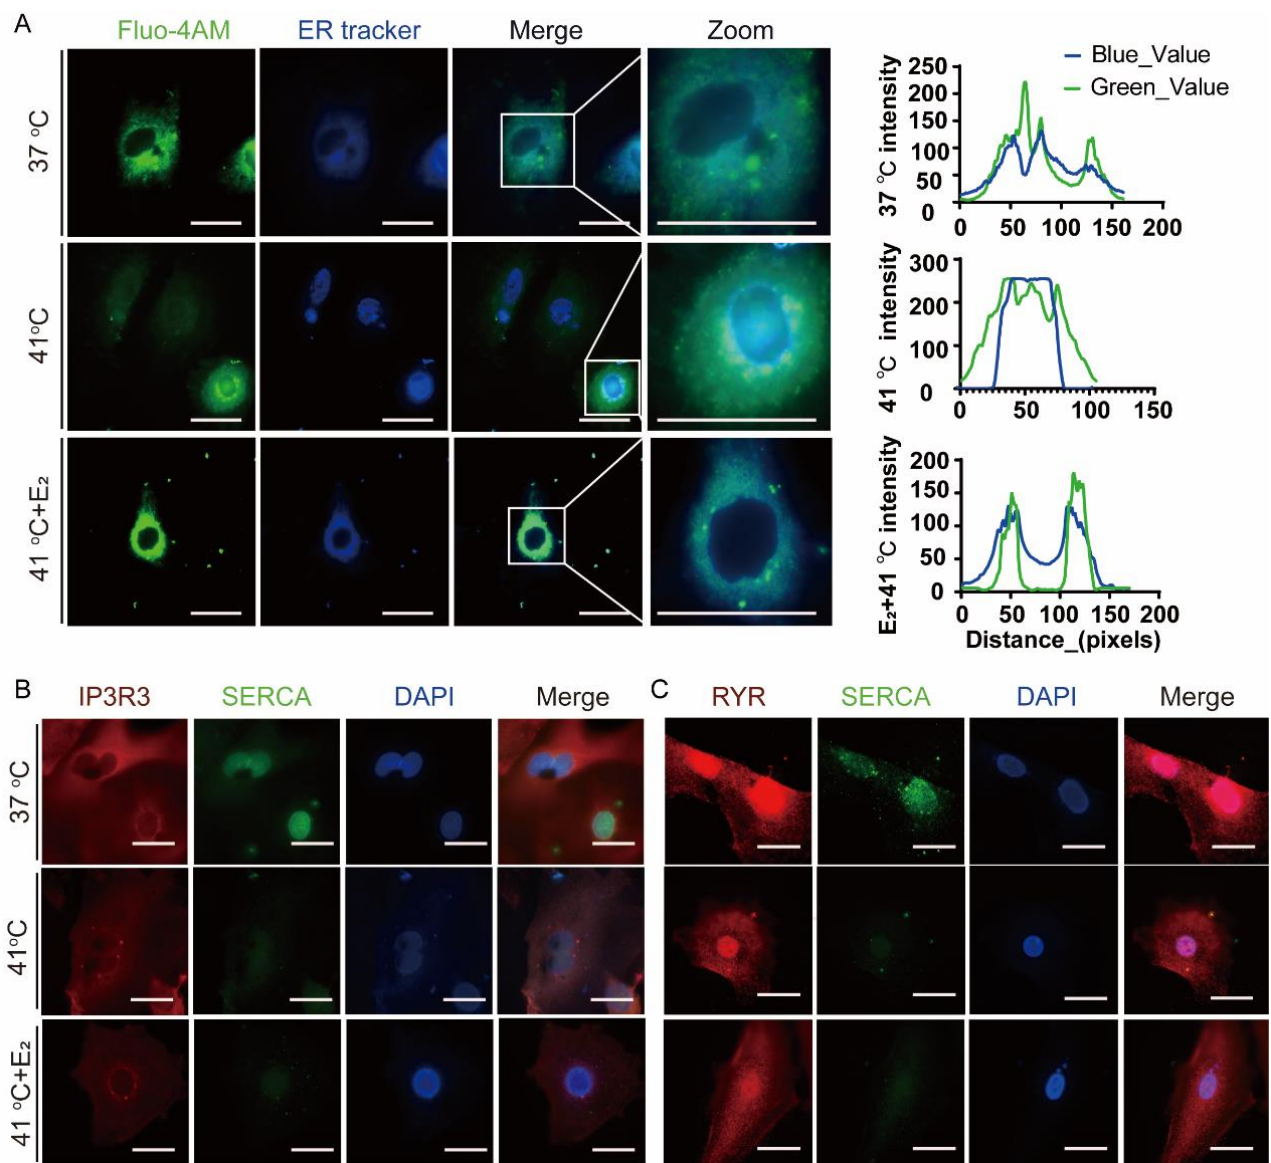 A
Fluo-4AM ER tracker Merge Zoom
37 °C
41°C
41 °C+E₂
Blue_Value
Green_Value
37 °C intensity
250
200
150
100
50
0
0 50 100 150 200
41 °C intensity
300
200
100
0
0 50 100 150
E₂+41 °C intensity
200
150
100
50
0
0 50 100 150 200
Distance_(pixels)
B
IP3R3 SERCA DAPI Merge
37 °C
41°C
41 °C+E₂
C
RYR SERCA DAPI Merge